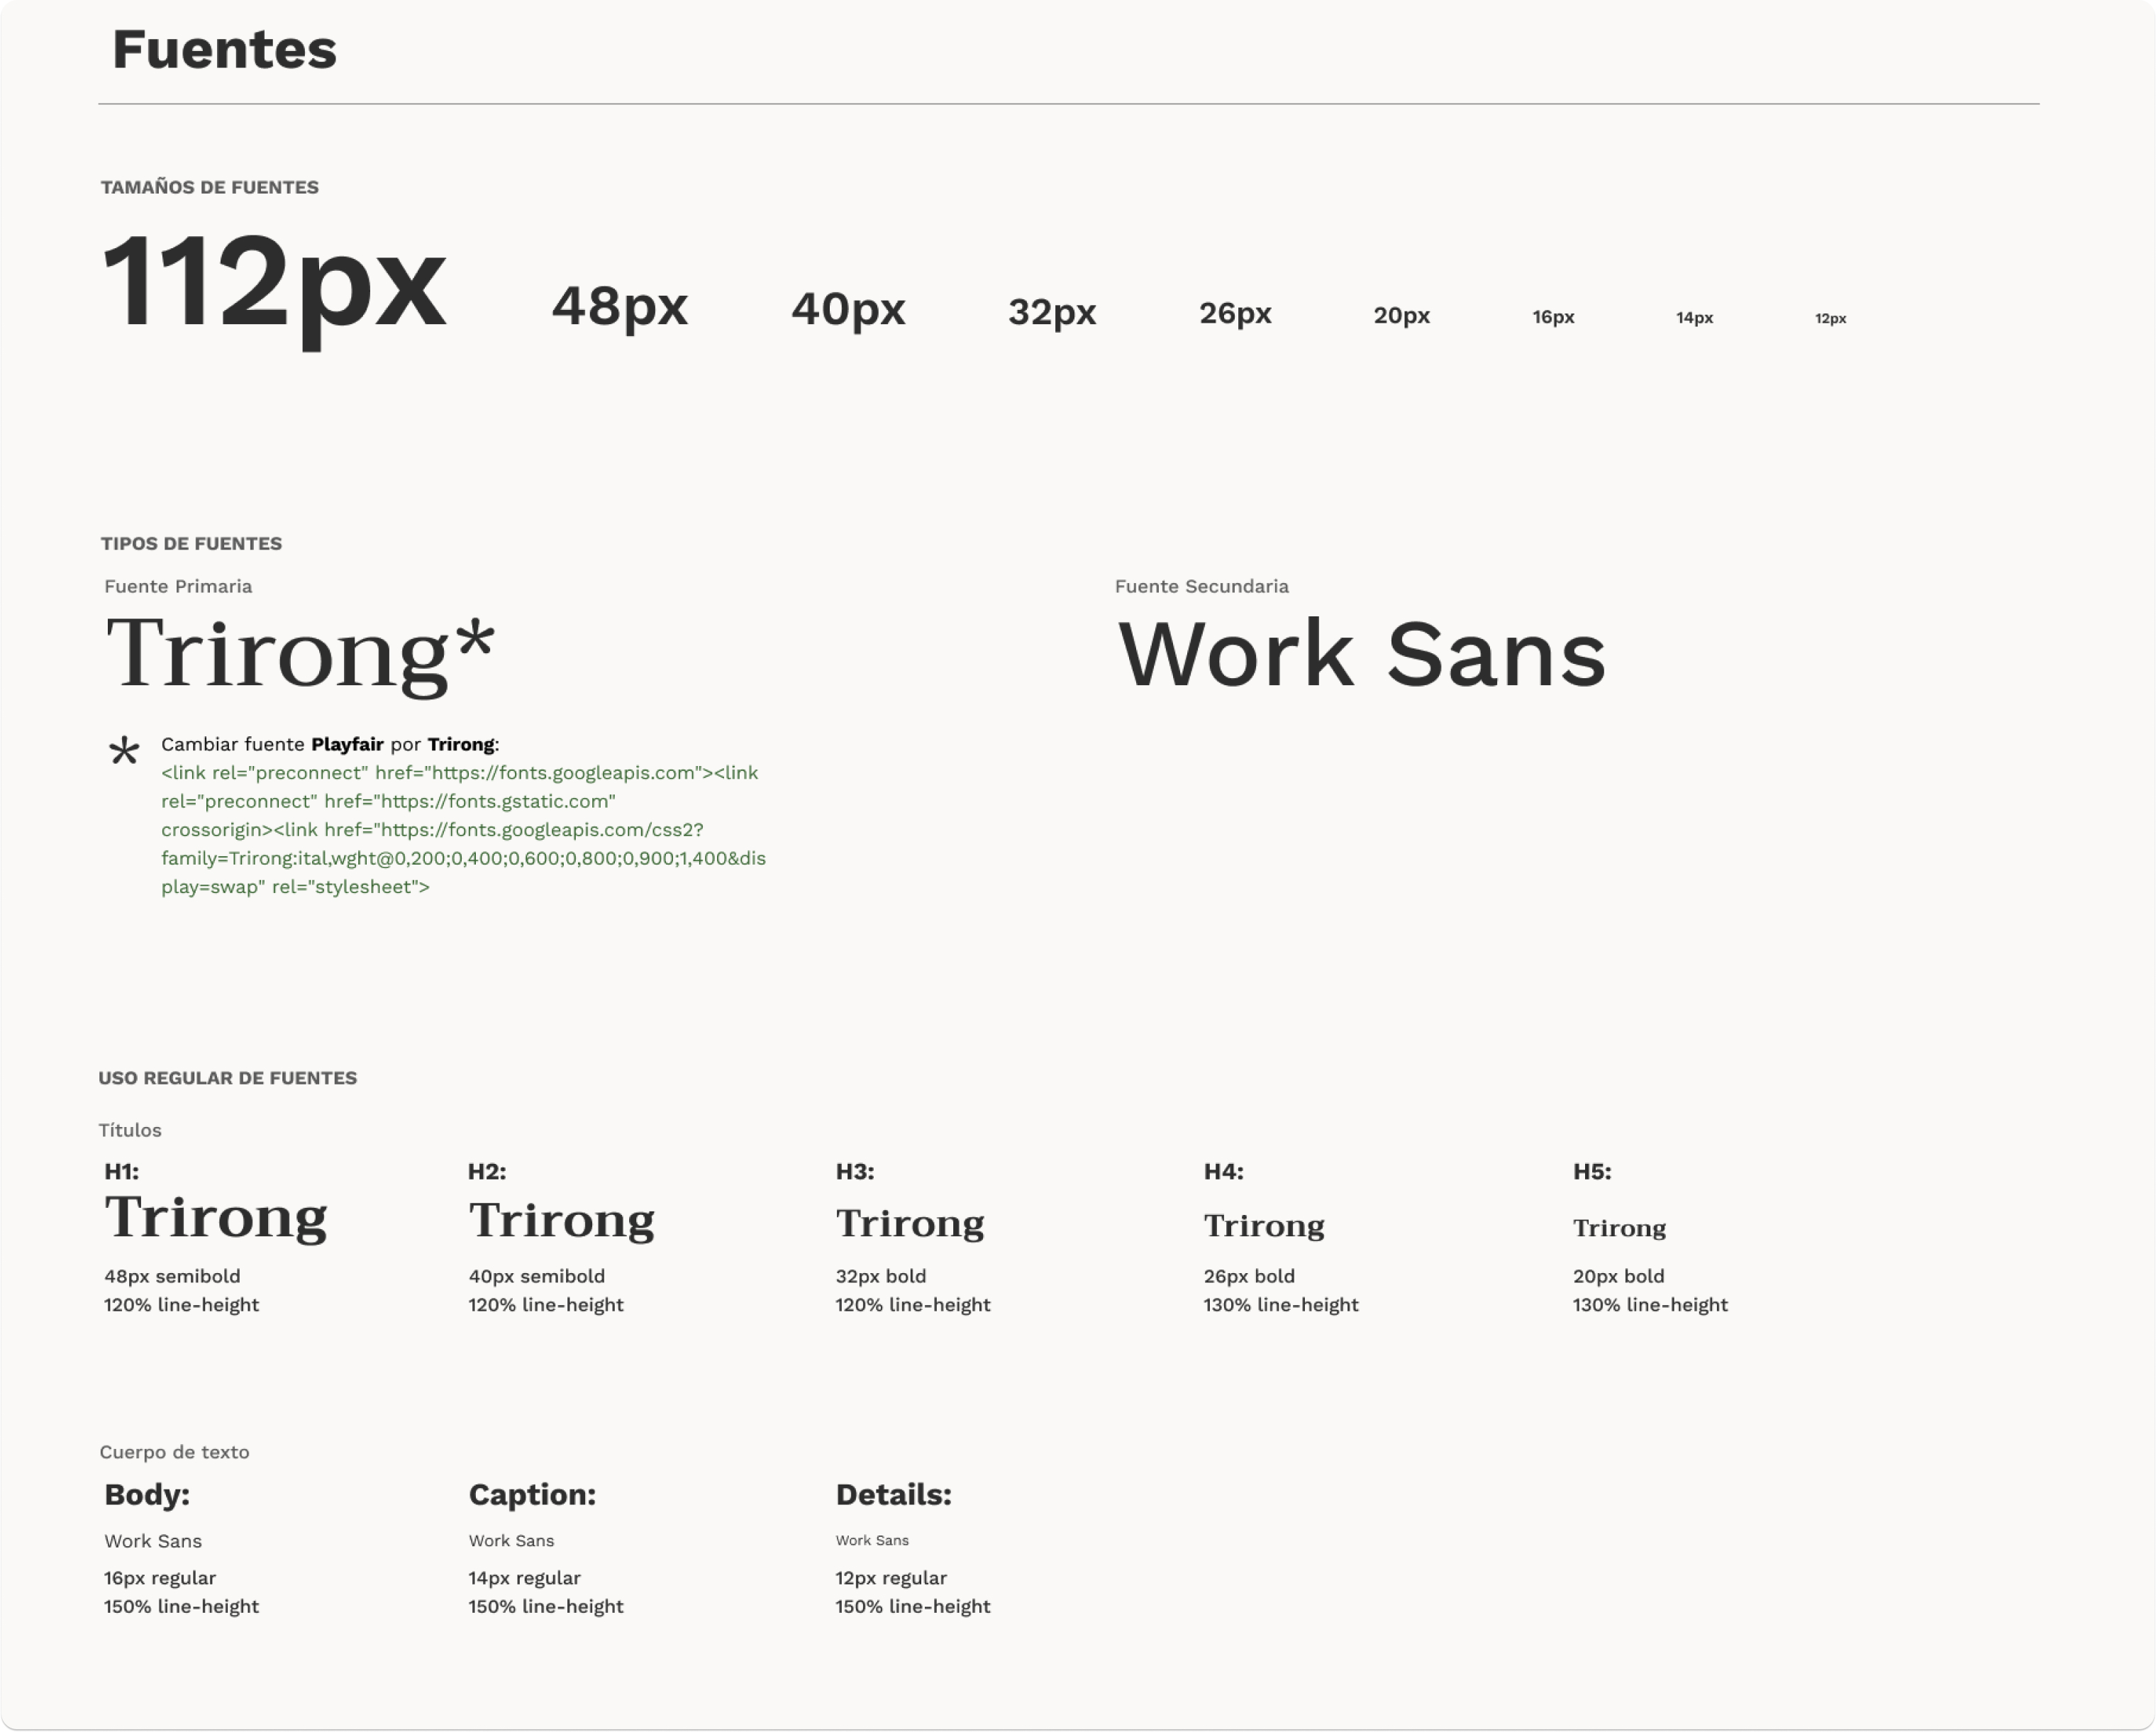 Fuentes
TAMAÑOS DE FUENTES
112px 48px 40px 32px 26px 20px 16px 14px 12px
TIPOS DE FUENTES
Fuente Primaria
Trirong*
Fuente Secundaria
Work Sans
* Cambiar fuente Playfair por Trirong:
<link rel="preconnect" href="https://fonts.googleapis.com"><link
rel="preconnect" href="https://fonts.gstatic.com"
crossorigin><link href="https://fonts.googleapis.com/css2?
family=Trirong:ital,wght@0,200;0,400;0,600;0,800;0,900;1,400&dis
play=swap" rel="stylesheet">
USO REGULAR DE FUENTES
Títulos
H1:
Trirong
48px semibold
120% line-height
H2:
Trirong
40px semibold
120% line-height
H3:
Trirong
32px bold
120% line-height
H4:
Trirong
26px bold
130% line-height
H5:
Trirong
20px bold
130% line-height
Cuerpo de texto
Body:
Work Sans
16px regular
150% line-height
Caption:
Work Sans
14px regular
150% line-height
Details:
Work Sans
12px regular
150% line-height